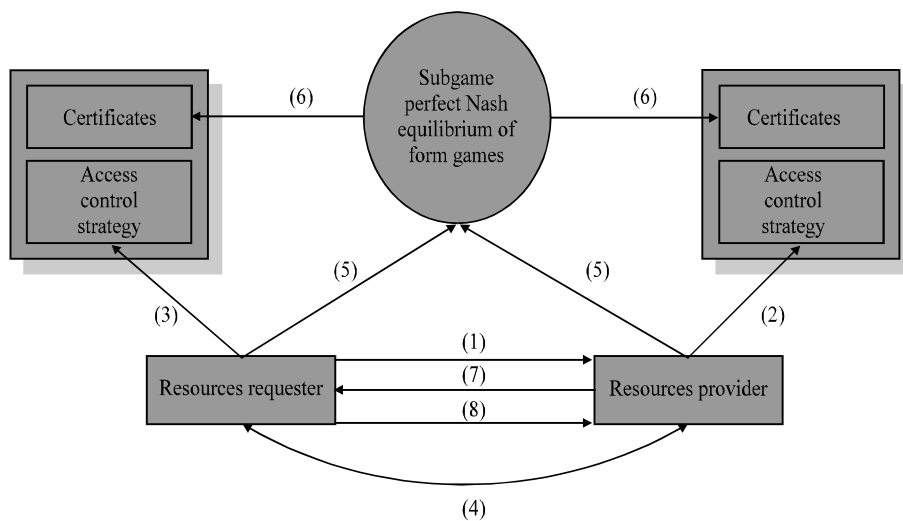 Subgame
perfect Nash
equilibrium of
form games
(6)
(6)
Certificates
Access
control
strategy
Certificates
Access
control
strategy
(5)
(5)
(3)
(2)
(1)
(7)
(8)
Resources requester
Resources provider
(4)